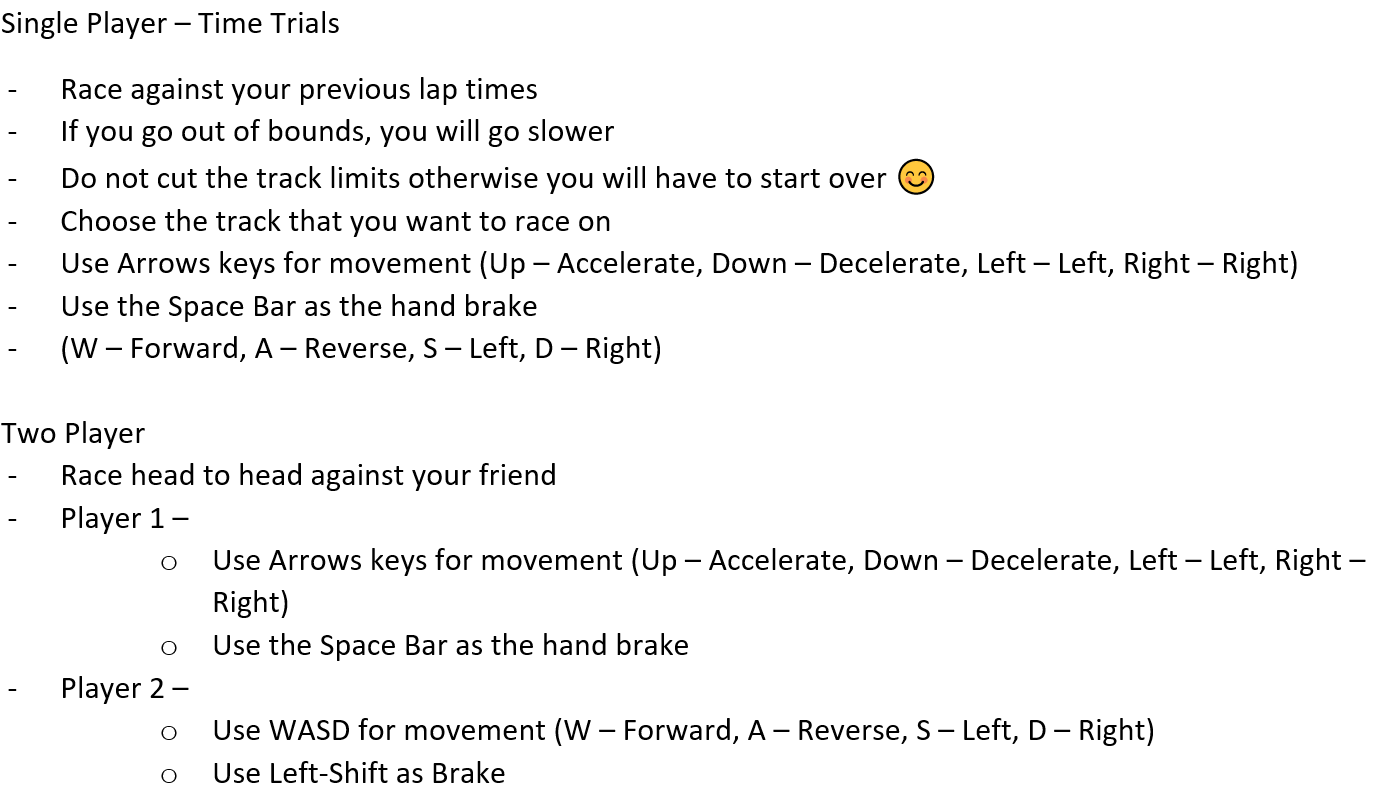 Single Player – Time Trials
- Race against your previous lap times
- If you go out of bounds, you will go slower
- Do not cut the track limits otherwise you will have to start over 😊
- Choose the track that you want to race on
- Use Arrows keys for movement (Up – Accelerate, Down – Decelerate, Left – Left, Right – Right)
- Use the Space Bar as the hand brake
- (W – Forward, A – Reverse, S – Left, D – Right)
Two Player
- Race head to head against your friend
- Player 1 –
o Use Arrows keys for movement (Up – Accelerate, Down – Decelerate, Left – Left, Right –
Right)
o Use the Space Bar as the hand brake
- Player 2 –
o Use WASD for movement (W – Forward, A – Reverse, S – Left, D – Right)
o Use Left-Shift as Brake